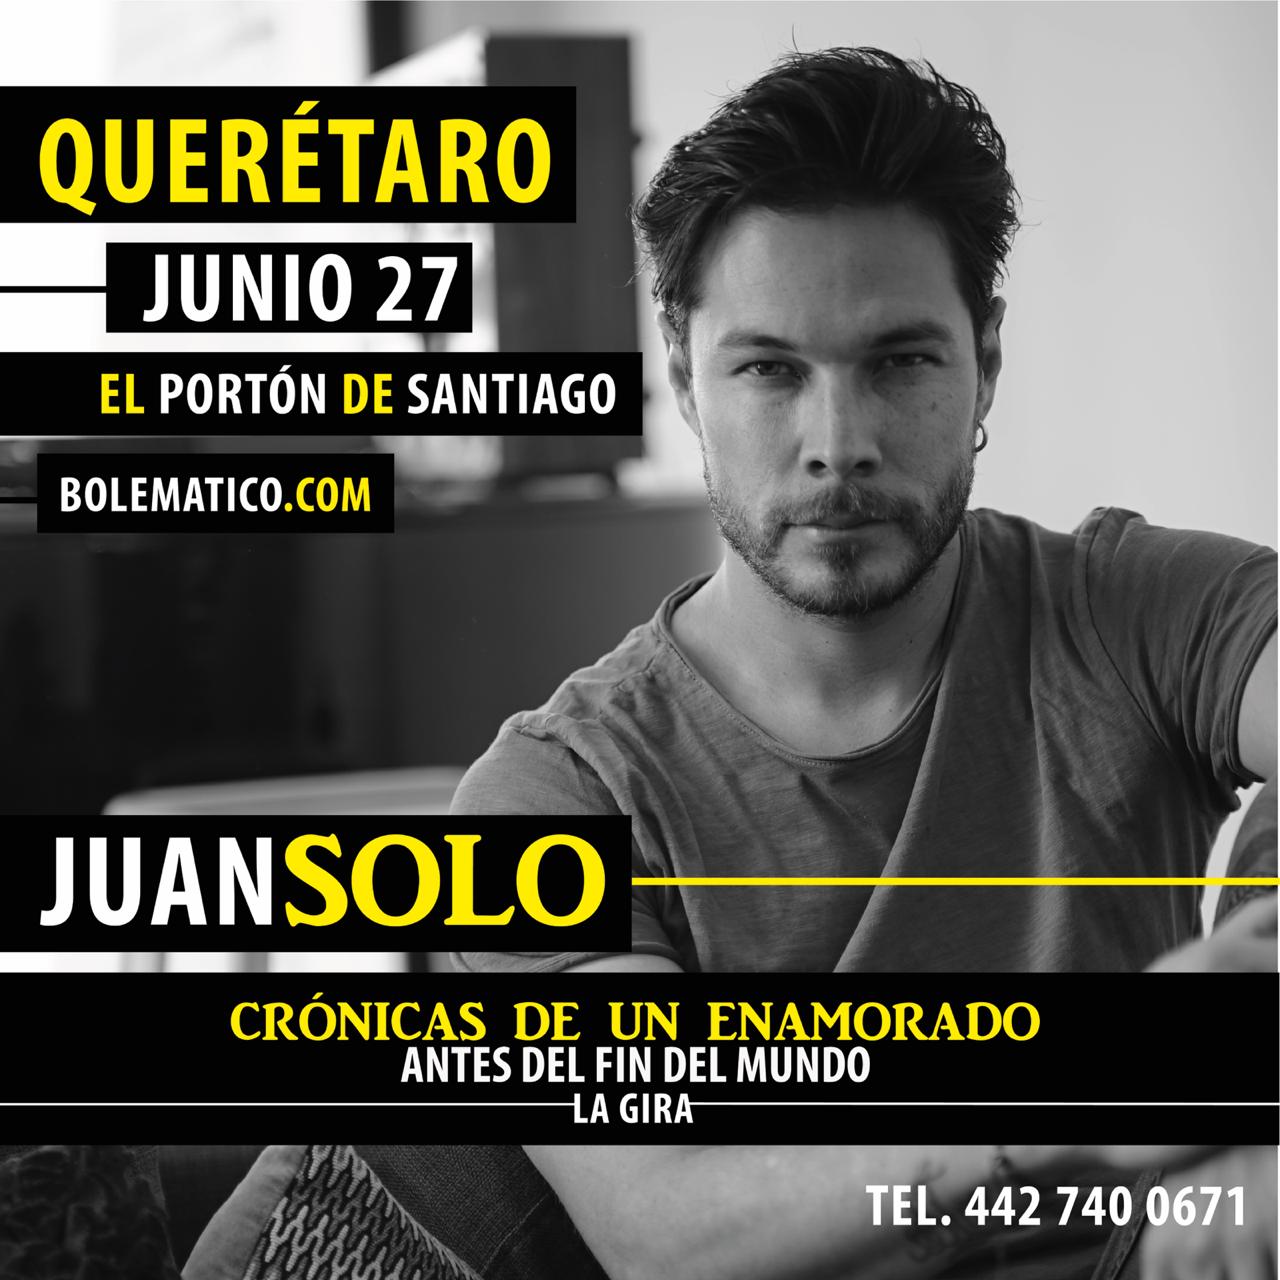 QUERÉTARO
JUNIO 27
EL PORTÓN DE SANTIAGO
BOLEMATICO.COM
JUANSOLO
CRÓNICAS DE UN ENAMORADO
ANTES DEL FIN DEL MUNDO
LA GIRA
TEL. 442 740 0671